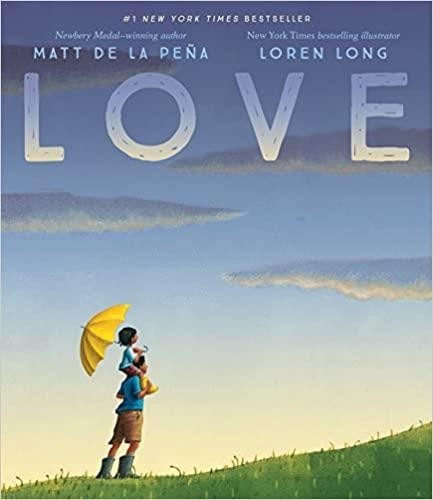 #1 NEW YORK TIMES BESTSELLER
Newbery Medal–winning author
MATT DE LA PEÑA
New York Times bestselling illustrator
LOREN LONG
LOVE